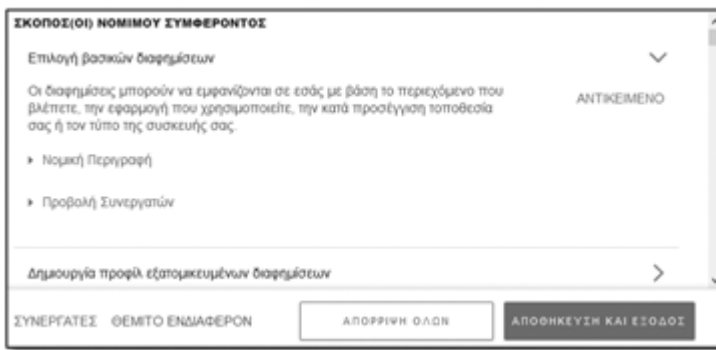 ΣΚΟΠΟΣ(ΟΙ) ΝΟΜΙΜΟΥ ΣΥΜΦΕΡΟΝΤΟΣ
Επιλογή βασικών διαφημίσεων
Οι διαφημίσεις μπορούν να εμφανίζονται σε εσάς με βάση το περιεχόμενο που
βλέπετε, την εφαρμογή που χρησιμοποιείτε, την κατά προσέγγιση τοποθεσία
σας ή τον τύπο της συσκευής σας.
ΑΝΤΙΚΕΙΜΕΝΟ
Νομική Περιγραφή
Προβολή Συνεργατών
Δημιουργία προφίλ εξατομικευμένων διαφημίσεων
ΣΥΝΕΡΓΑΤΕΣ ΘΕΜΙΤΟ ΕΝΔΙΑΦΕΡΟΝ ΑΠΟΡΡΙΨΗ ΟΛΩΝ ΑΠΟΘΗΚΕΥΣΗ ΚΑΙ ΕΞΟΔΟΣ